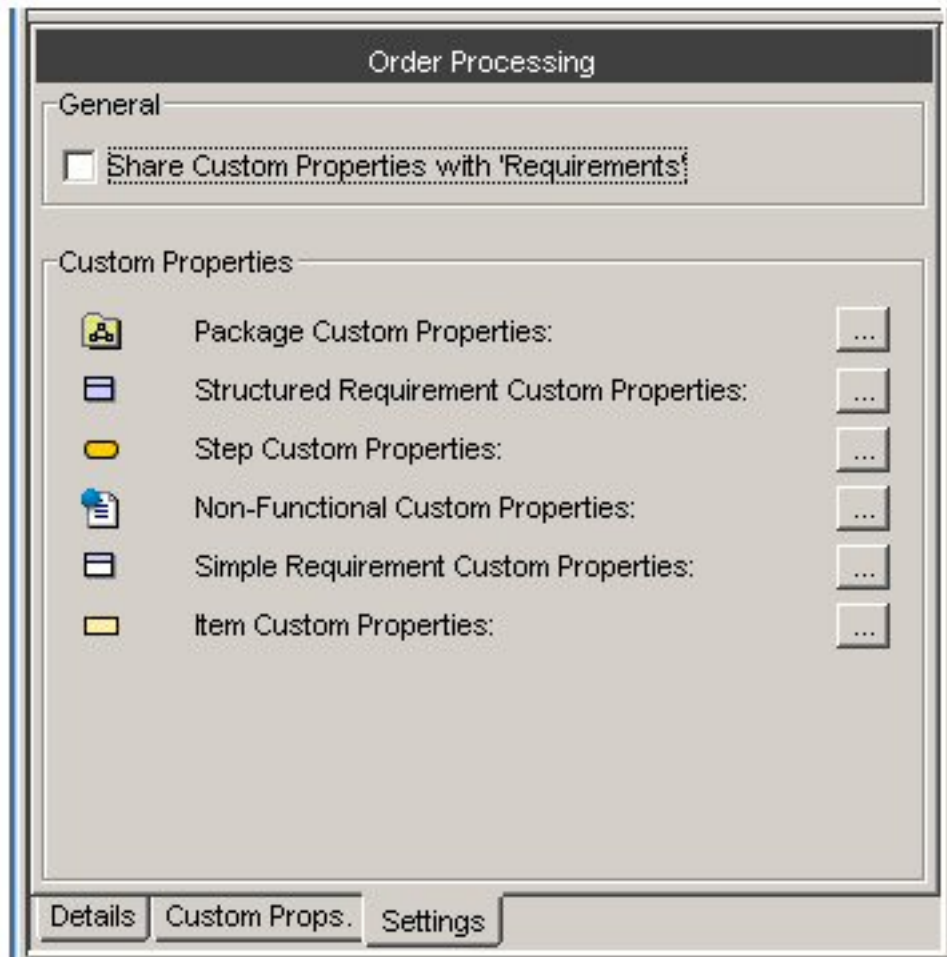 Order Processing
General
Share Custom Properties with 'Requirements'
Custom Properties
Package Custom Properties: ...
Structured Requirement Custom Properties: ...
Step Custom Properties: ...
Non-Functional Custom Properties: ...
Simple Requirement Custom Properties: ...
Item Custom Properties: ...
Details Custom Props. Settings